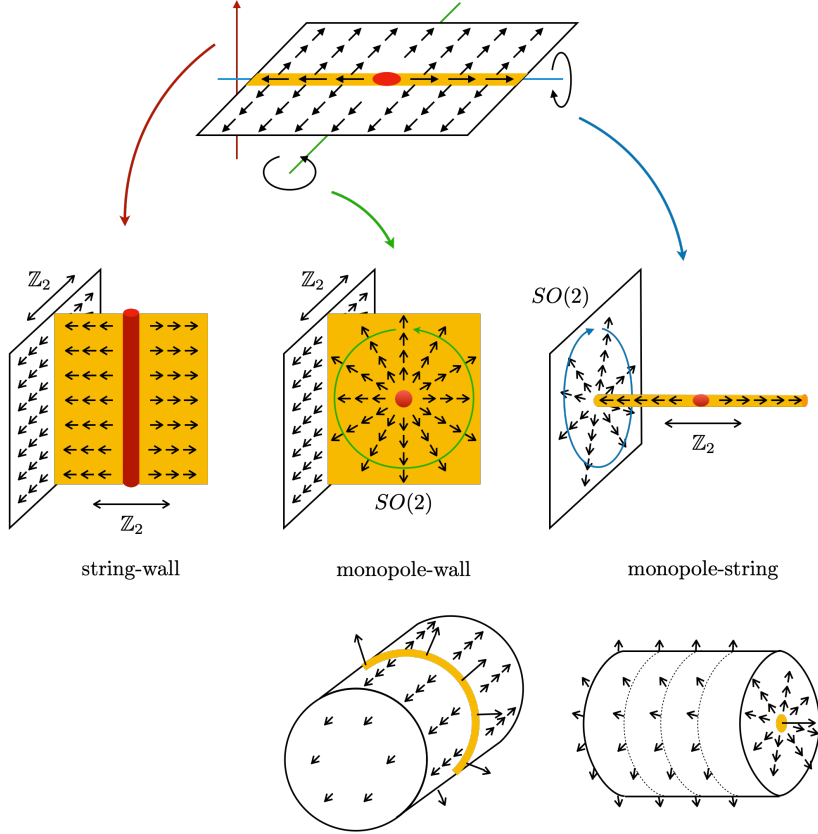 ℤ₂
ℤ₂
SO(2)
ℤ₂
SO(2)
ℤ₂
string-wall
monopole-wall
monopole-string